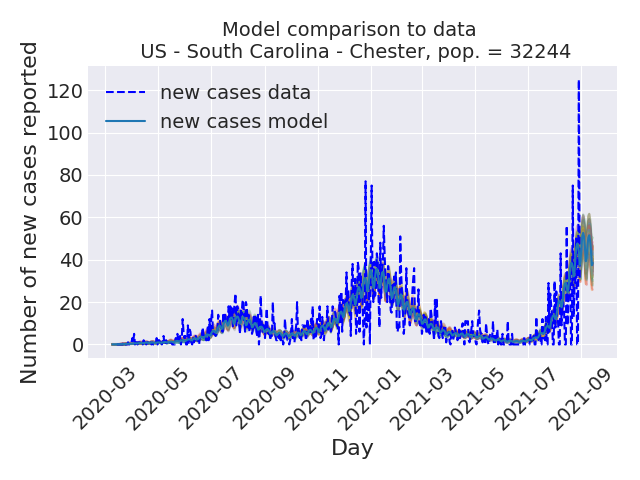 Model comparison to data
US - South Carolina - Chester, pop. = 32244
Number of new cases reported
120
100
80
60
40
20
0
new cases data
new cases model
2020-03
2020-05
2020-07
2020-09
2020-11
2021-01
2021-03
2021-05
2021-07
2021-09
Day